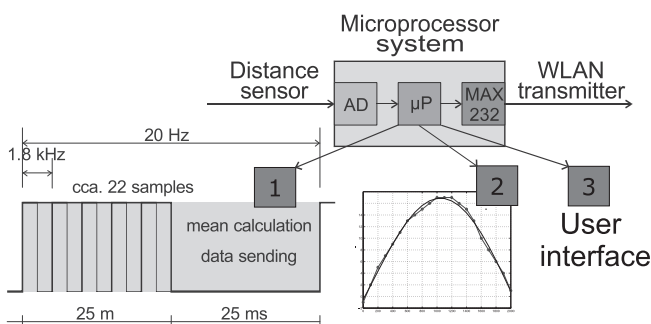 Microprocessor
system
Distance
sensor
WLAN
transmitter
AD
µP
MAX
232
20 Hz
1.8 kHz
cca. 22 samples
1
2
3
mean calculation
data sending
User
interface
25 m
25 ms